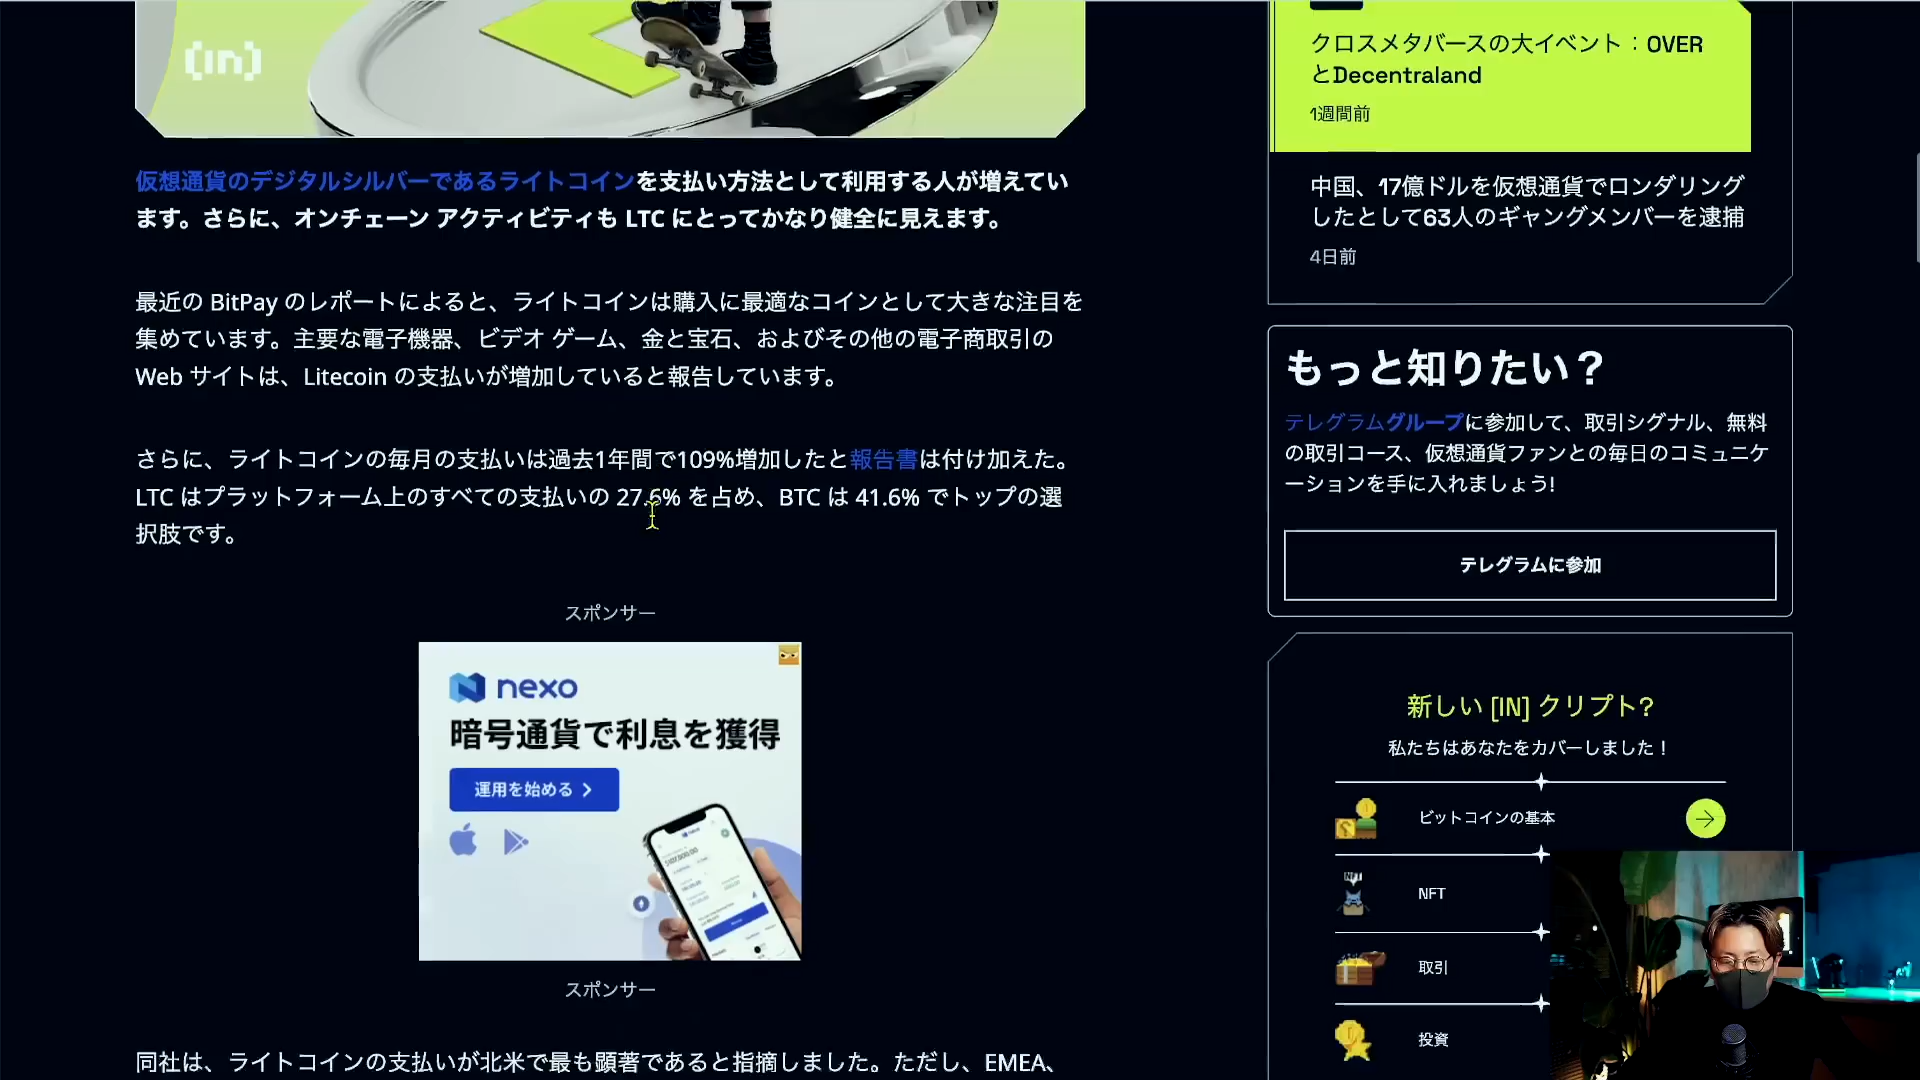 [in]
仮想通貨のデジタルシルバーであるライトコインを支払い方法として利用する人が増えてい
ます。さらに、オンチェーン アクティビティも LTC にとってかなり健全に見えます。
最近の BitPay のレポートによると、ライトコインは購入に最適なコインとして大きな注目を
集めています。主要な電子機器、ビデオ ゲーム、金と宝石、およびその他の電子商取引の
Web サイトは、Litecoin の支払いが増加していると報告しています。
さらに、ライトコインの毎月の支払いは過去1年間で109%増加したと報告書は付け加えた。
LTC はプラットフォーム上のすべての支払いの 27.6% を占め、BTC は 41.6% でトップの選
択肢です。
スポンサー
nexo
暗号通貨で利息を獲得
運用を始める
スポンサー
同社は、ライトコインの支払いが北米で最も顕著であると指摘しました。ただし、EMEA、
クロスメタバースの大イベント：OVER
とDecentraland
1週間前
中国、17億ドルを仮想通貨でロンダリング
したとして63人のギャングメンバーを逮捕
4日前
もっと知りたい？
テレグラムグループに参加して、取引シグナル、無料
の取引コース、仮想通貨ファンとの毎日のコミュニケ
ーションを手に入れましょう!
テレグラムに参加
新しい [IN] クリプト?
私たちはあなたをカバーしました！
ビットコインの基本
NFT
NFT
取引
投資